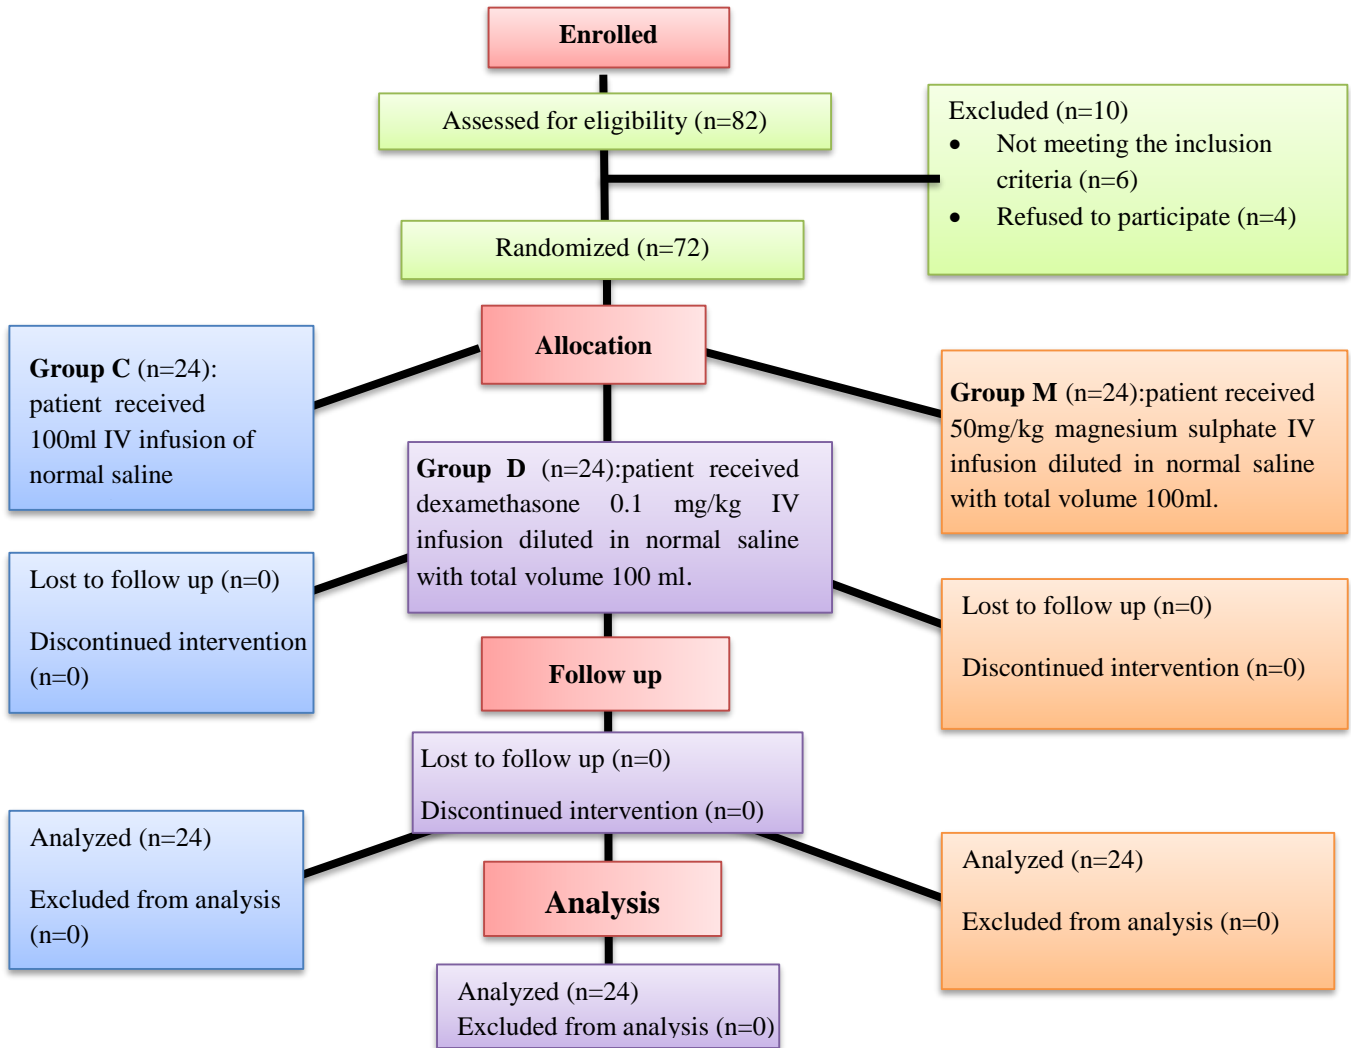 Enrolled
Assessed for eligibility (n=82)
Excluded (n=10)
• Not meeting the inclusion
criteria (n=6)
• Refused to participate (n=4)
Randomized (n=72)
Allocation
Group C (n=24):
patient received
100ml IV infusion of
normal saline
Group D (n=24):patient received
dexamethasone 0.1 mg/kg IV
infusion diluted in normal saline
with total volume 100 ml.
Group M (n=24):patient received
50mg/kg magnesium sulphate IV
infusion diluted in normal saline
with total volume 100ml.
Lost to follow up (n=0)
Discontinued intervention
(n=0)
Follow up
Lost to follow up (n=0)
Discontinued intervention (n=0)
Lost to follow up (n=0)
Discontinued intervention (n=0)
Analyzed (n=24)
Excluded from analysis
(n=0)
Analysis
Analyzed (n=24)
Excluded from analysis (n=0)
Analyzed (n=24)
Excluded from analysis (n=0)